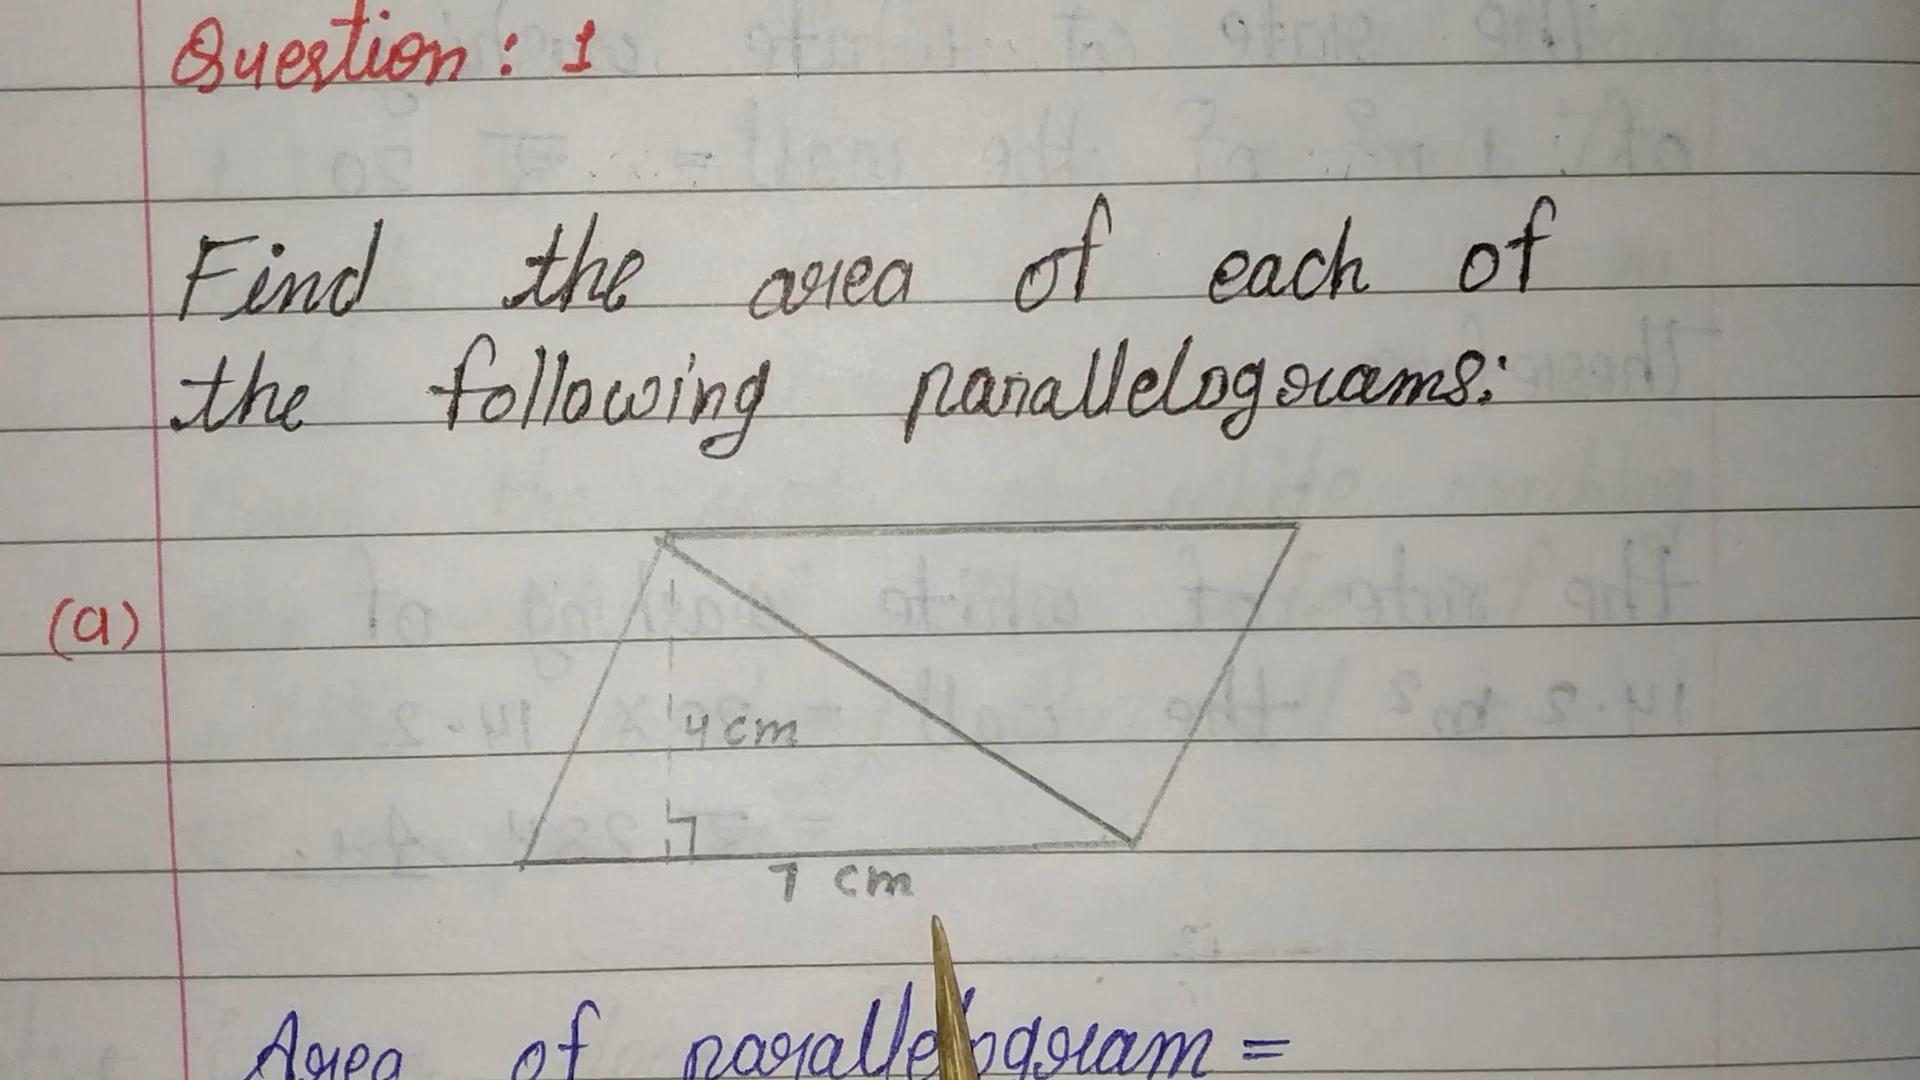 Question : 1
Find the area of each of
the following parallelograms:
(a)
4 cm
7 cm
Area of parallelogram =